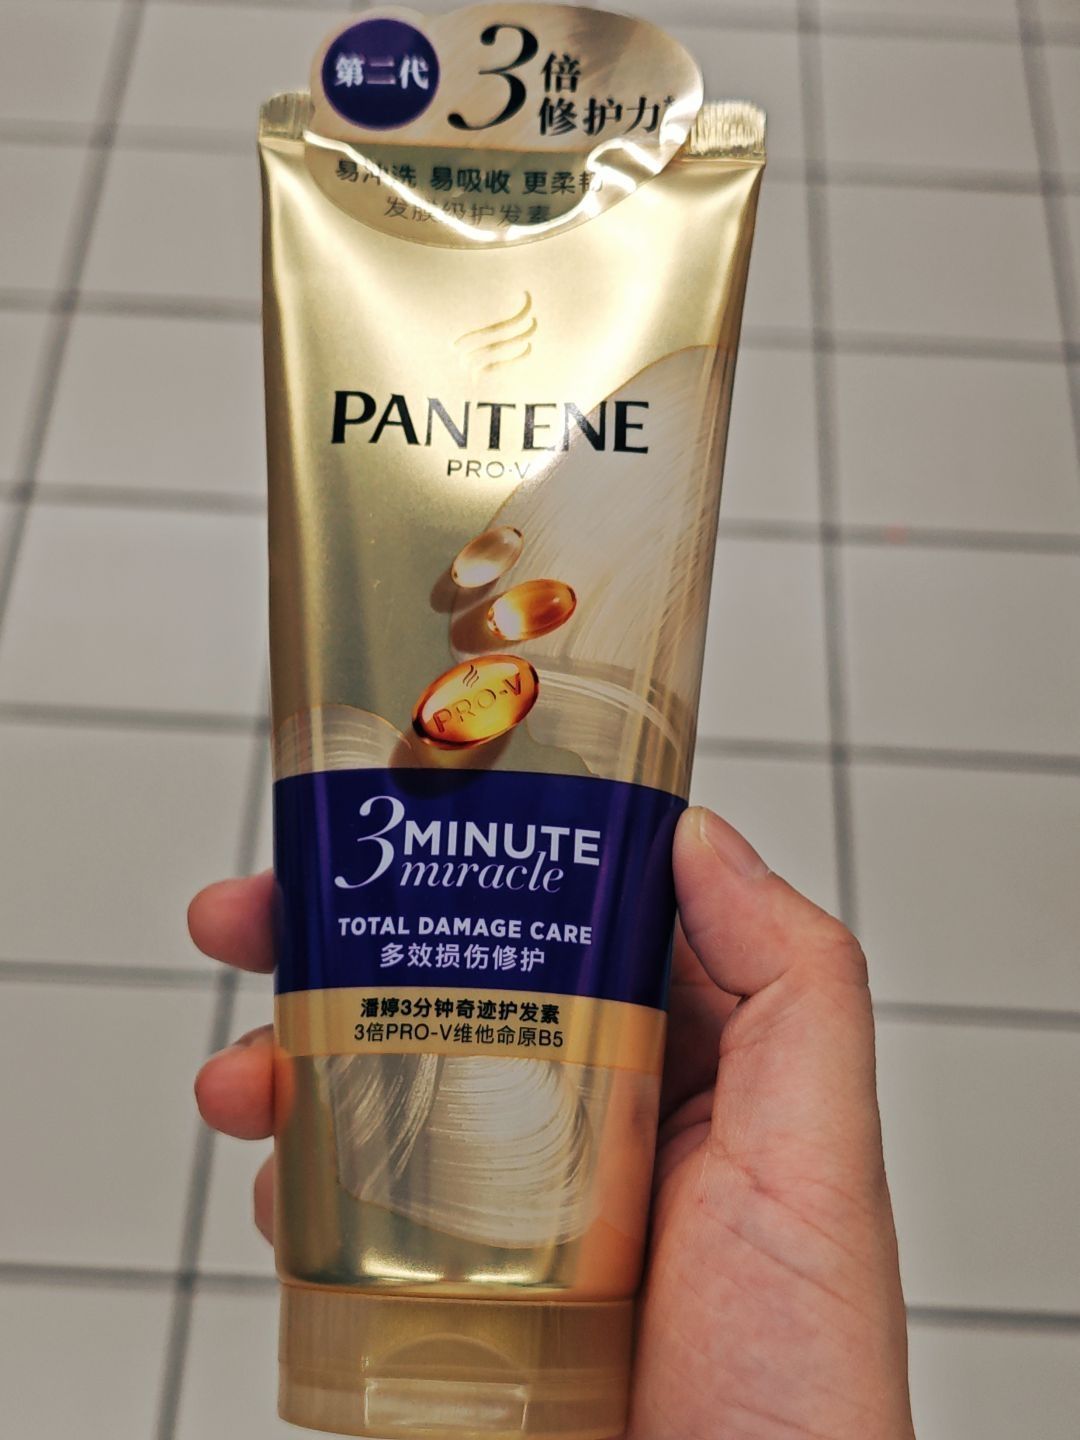 第二代
3倍
修护力+
易冲洗 易吸收 更柔韧
发膜级护发素
PANTENE
PRO-V
PRO-V
3 MINUTE
miracle
TOTAL DAMAGE CARE
多效损伤修护
潘婷3分钟奇迹护发素
3倍PRO-V维他命原B5